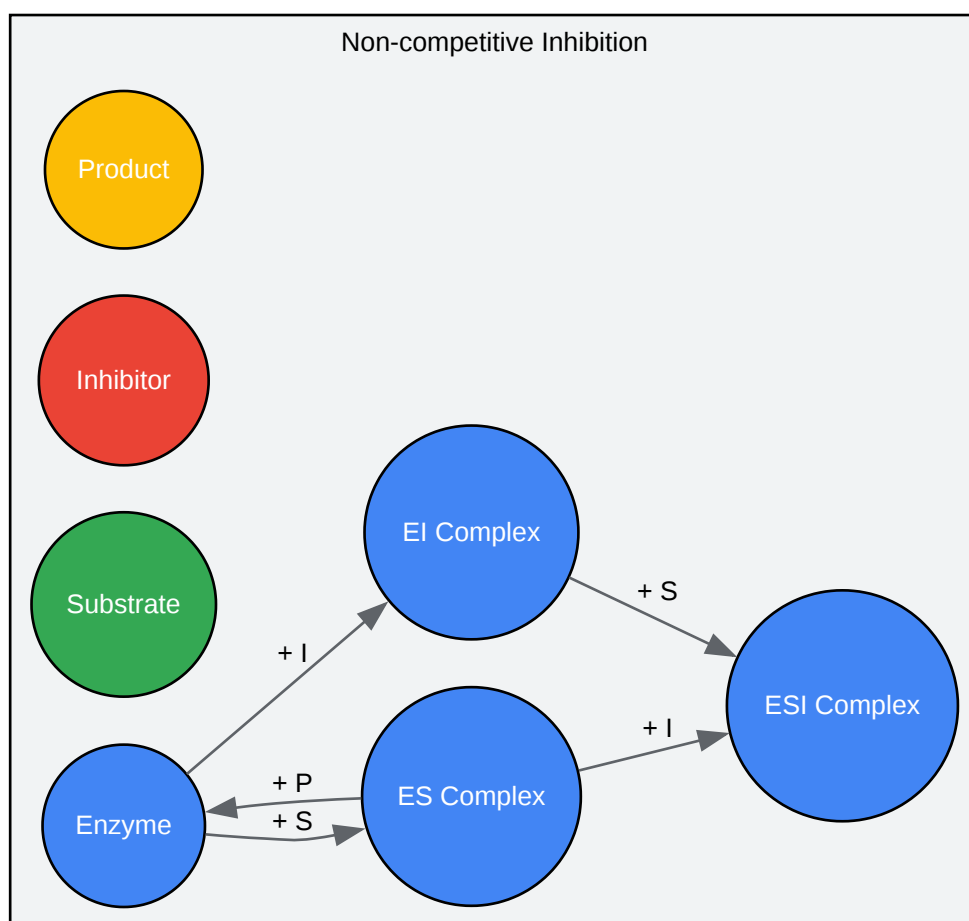 Non-competitive Inhibition
Product
Inhibitor
EI Complex
+ S
Substrate
+ I
ESI Complex
+ I
+ P
ES Complex
Enzyme
+ S